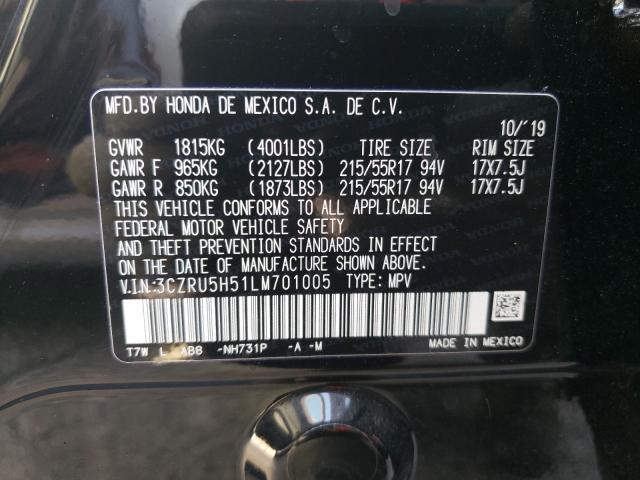 MFD.BY HONDA DE MEXICO S.A. DE C.V.
10/'19
GVWR 1815KG (4001LBS) TIRE SIZE RIM SIZE
GAWR F 965KG (2127LBS) 215/55R17 94V 17X7.5J
GAWR R 850KG (1873LBS) 215/55R17 94V 17X7.5J
THIS VEHICLE CONFORMS TO ALL APPLICABLE
FEDERAL MOTOR VEHICLE SAFETY
AND THEFT PREVENTION STANDARDS IN EFFECT
ON THE DATE OF MANUFACTURE SHOWN ABOVE.
V.I.N.:3CZRU5H51LM701005 TYPE: MPV
T7W L AB8 -NH731P -A -M MADE IN MEXICO